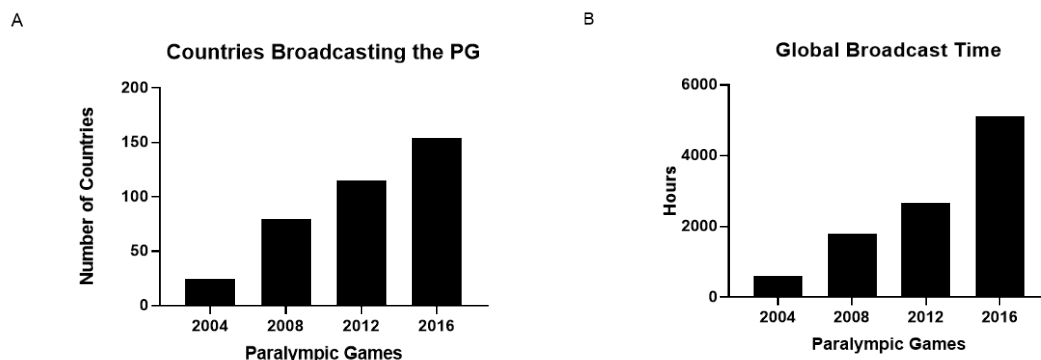 A
Countries Broadcasting the PG
200
150
100
50
0
Number of Countries
2004 2008 2012 2016
Paralympic Games
B
Global Broadcast Time
6000
4000
2000
0
Hours
2004 2008 2012 2016
Paralympic Games